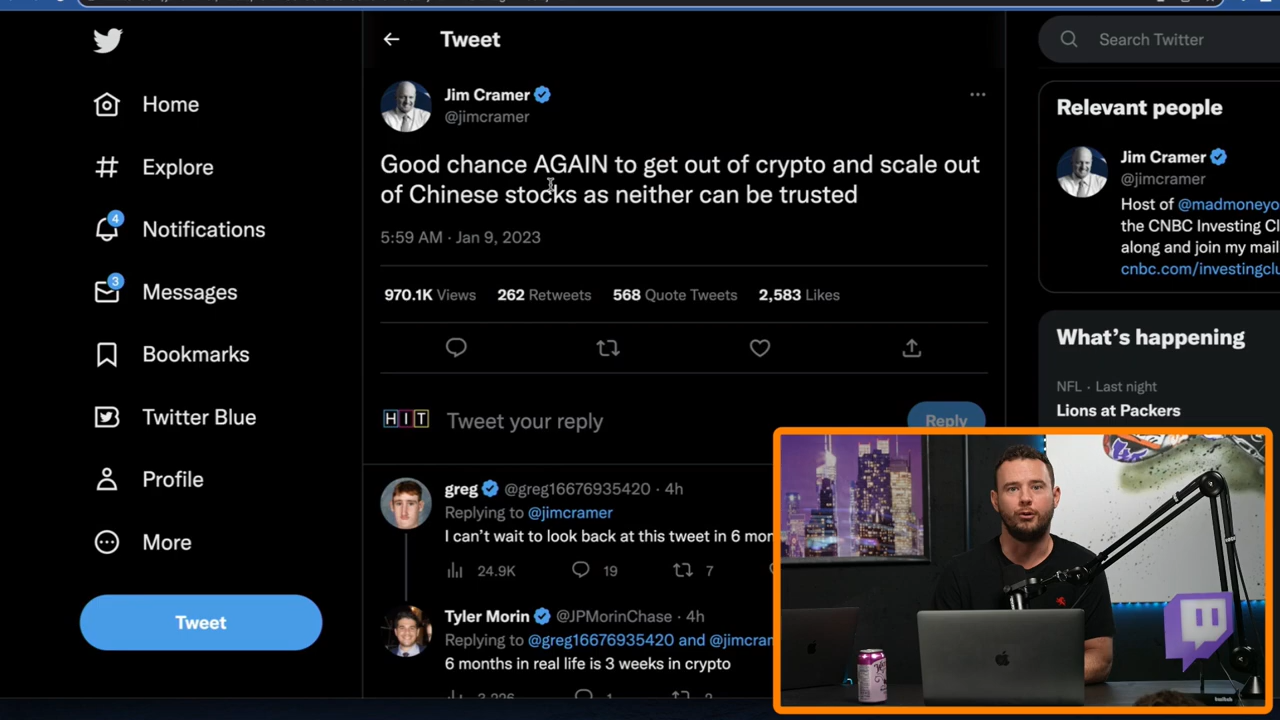 Tweet
Search Twitter
Home
Explore
4
Notifications
3
Messages
Bookmarks
Twitter Blue
Profile
More
Tweet
Jim Cramer
@jimcramer
Good chance AGAIN to get out of crypto and scale out
of Chinese stocks as neither can be trusted
5:59 AM · Jan 9, 2023
970.1K Views 262 Retweets 568 Quote Tweets 2,583 Likes
HIT Tweet your reply
Reply
greg @greg16676935420 · 4h
Replying to @jimcramer
I can't wait to look back at this tweet in 6
24.9K 19 7
Tyler Morin @JPMorinChase · 4h
Replying to @greg16676935420 and
6 months in real life is 3 weeks in crypto
Relevant people
Jim Cramer
@jimcramer
Host of
the CNBC Investing
along and join my
What's happening
NFL · Last night
Lions at Packers